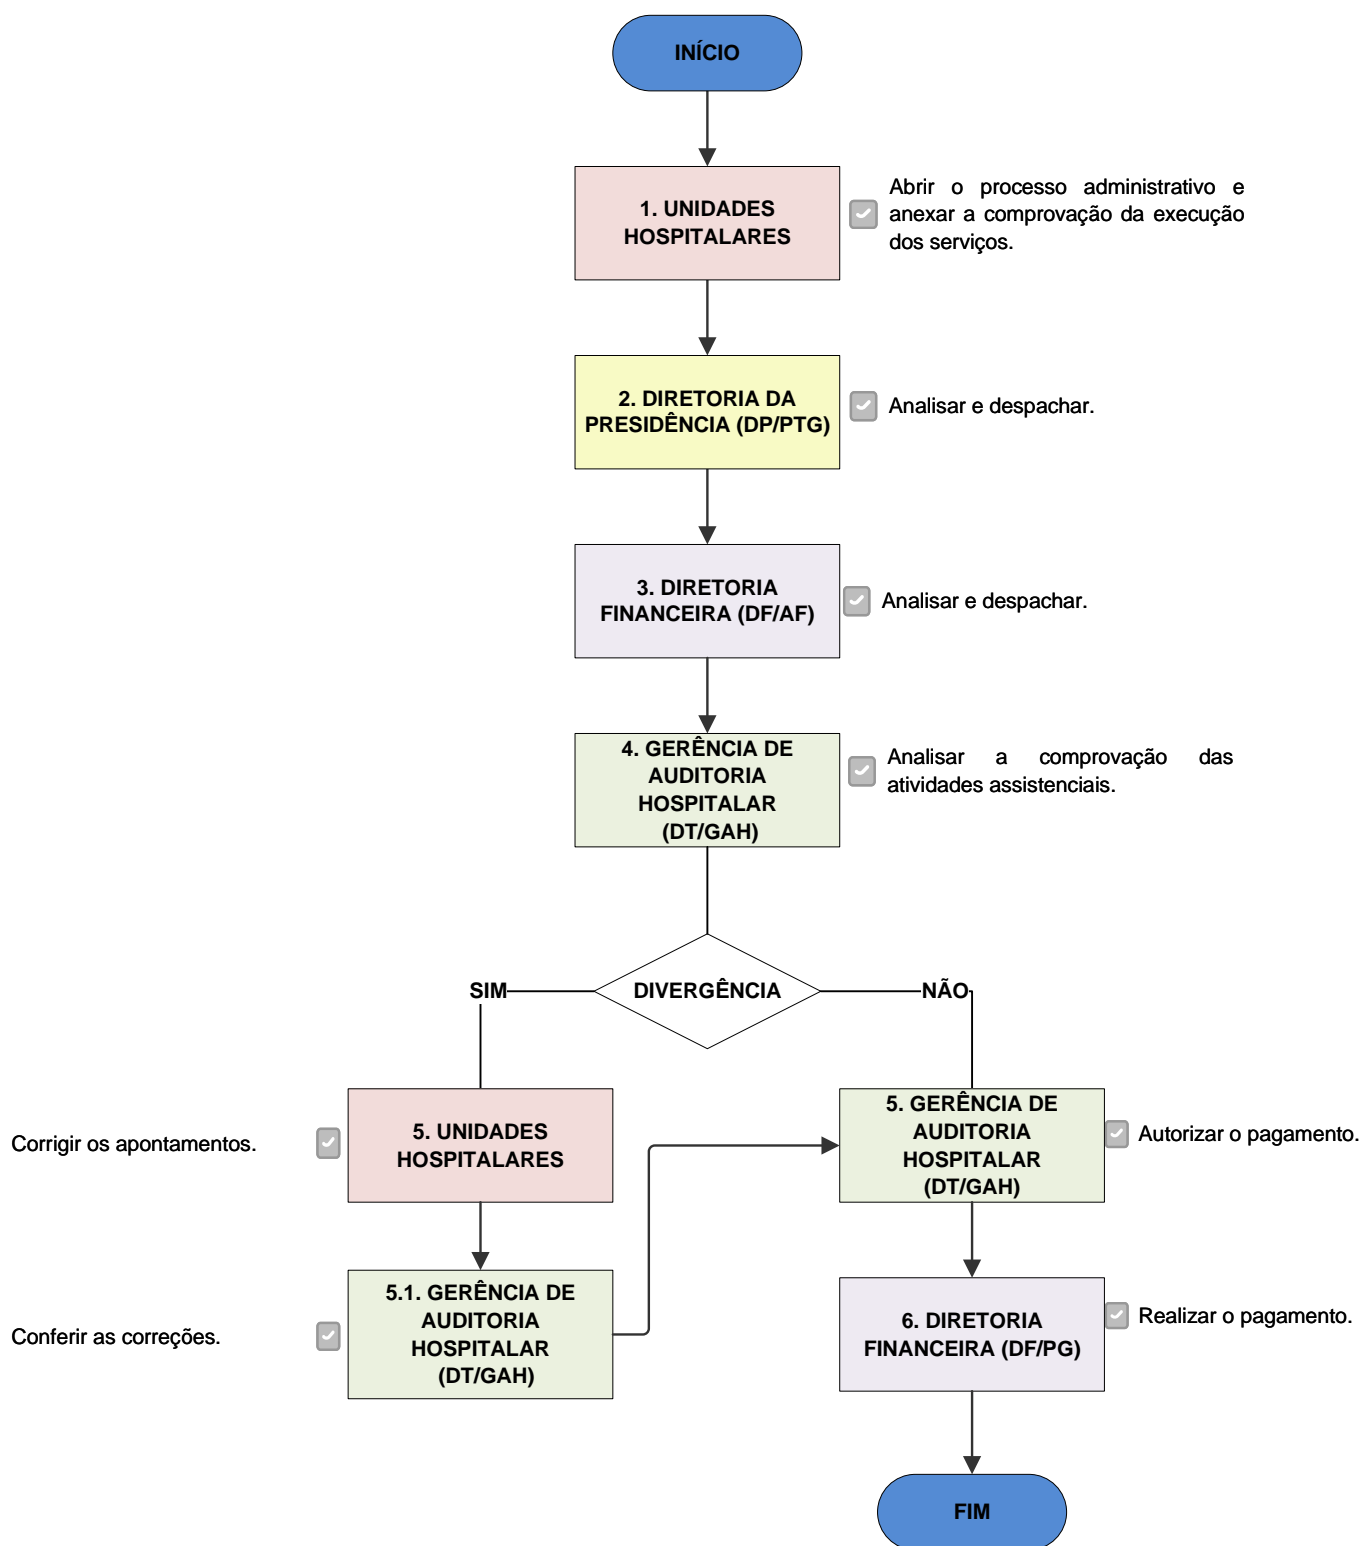 INÍCIO
1. UNIDADES
HOSPITALARES
Abrir o processo administrativo e
anexar a comprovação da execução
dos serviços.
2. DIRETORIA DA
PRESIDÊNCIA (DP/PTG)
Analisar e despachar.
3. DIRETORIA
FINANCEIRA (DF/AF)
Analisar e despachar.
4. GERÊNCIA DE
AUDITORIA
HOSPITALAR
(DT/GAH)
Analisar a comprovação das
atividades assistenciais.
SIM
DIVERGÊNCIA
NÃO
Corrigir os apontamentos.
5. UNIDADES
HOSPITALARES
5. GERÊNCIA DE
AUDITORIA
HOSPITALAR
(DT/GAH)
Autorizar o pagamento.
Conferir as correções.
5.1. GERÊNCIA DE
AUDITORIA
HOSPITALAR
(DT/GAH)
6. DIRETORIA
FINANCEIRA (DF/PG)
Realizar o pagamento.
FIM